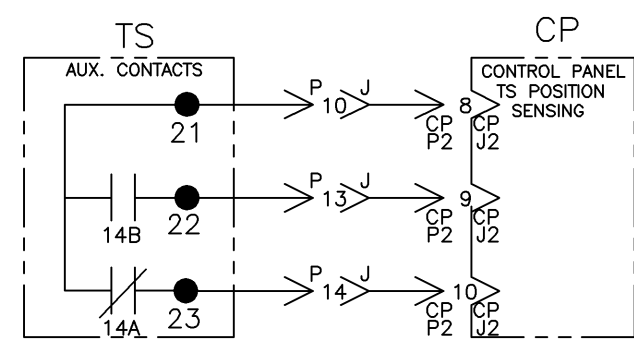 TS
CP
AUX. CONTACTS
CONTROL PANEL
TS POSITION
SENSING
21
P
10
J
8
CP
P2
CP
J2
14B
22
P
13
J
9
CP
P2
CP
J2
14A
23
P
14
J
10
CP
P2
CP
J2